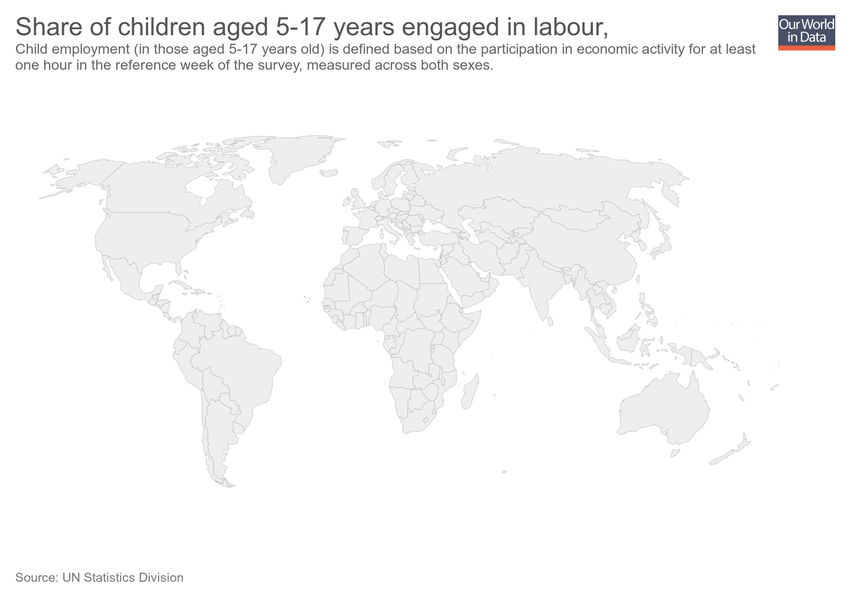 Share of children aged 5-17 years engaged in labour,
Our World
in Data
Child employment (in those aged 5-17 years old) is defined based on the participation in economic activity for at least
one hour in the reference week of the survey, measured across both sexes.
Source: UN Statistics Division